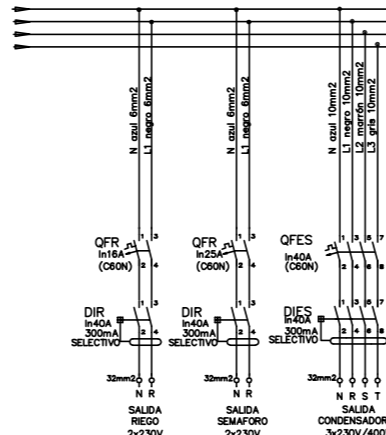 N azul 6mm2
L1 negro 6mm2
N azul 6mm2
L1 negro 6mm2
N azul 10mm2
L1 negro 10mm2
L2 marrón 10mm2
L3 gris 10mm2
QFR
In16A
(C60N)
1 3
2 4
QFR
In25A
(C60N)
1 3
2 4
QFES
In40A
(C60N)
1 3 5 7
2 4 6 8
DIR
In40A
300mA
SELECTIVO
1 3
2 4
DIR
In40A
300mA
SELECTIVO
1 3
2 4
DIES
In40A
300mA
SELECTIVO
1 3 5 7
2 4 6 8
32mm2
N R
32mm2
N R
32mm2
N R S T
SALIDA
RIEGO
2x230V
SALIDA
SEMAFORO
2x230V
SALIDA
CONDENSADOR
3x230V/400